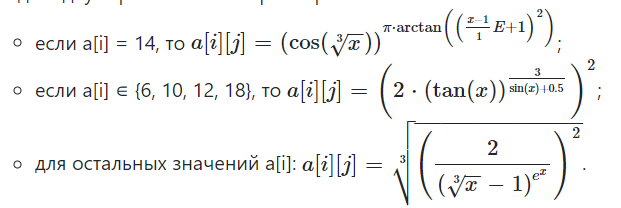 если a[i] = 14, то a[i][j] = (cos(∛x))^(π·arctan(((x−1)/1 E+1)^2));
если a[i] ∈ {6, 10, 12, 18}, то a[i][j] = (2 · (tan(x))^(3/(sin(x)+0.5)))^2;
для остальных значений a[i]: a[i][j] = ∛((2/(∛x − 1)^(e^x))^2).